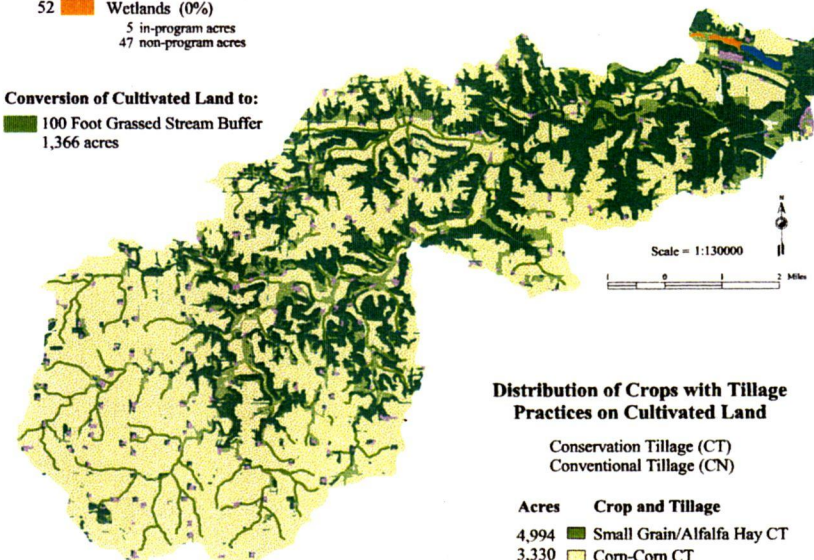 52 Wetlands (0%)
5 in-program acres
47 non-program acres
Conversion of Cultivated Land to:
100 Foot Grassed Stream Buffer
1,366 acres
N
Scale = 1:130000
1 0 1 2 Miles
Distribution of Crops with Tillage
Practices on Cultivated Land
Conservation Tillage (CT)
Conventional Tillage (CN)
Acres Crop and Tillage
4,994 Small Grain/Alfalfa Hay CT
3,330 Corn-Corn CT